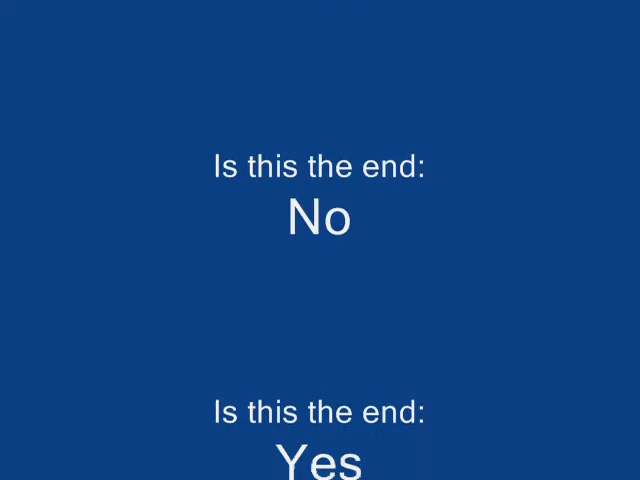 Is this the end:
No
Is this the end:
Yes